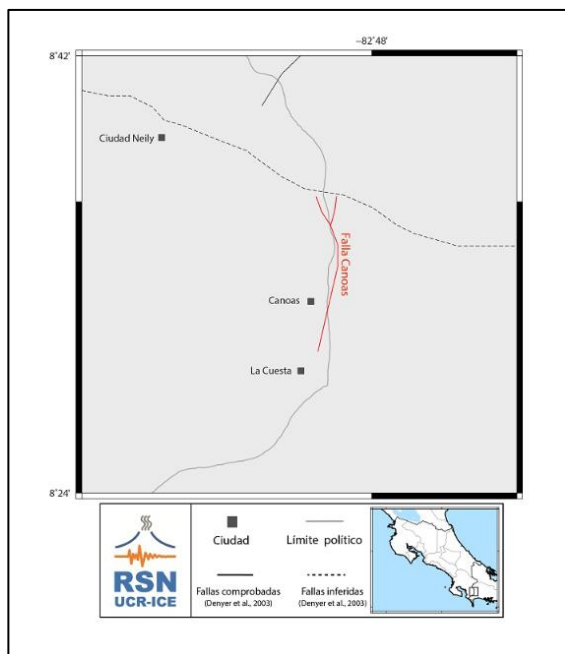 −82˚48'
8˚42'
Ciudad Neily
Falla Canoas
Canoas
La Cuesta
8˚24'
RSN
UCR-ICE
Ciudad
Límite político
Fallas comprobadas
(Denyer et al., 2003)
Fallas inferidas
(Denyer et al., 2003)